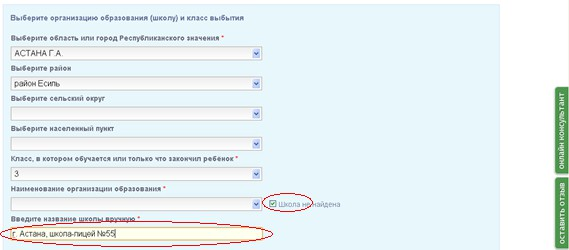 Выберите организацию образования (школу) и класс выбытия
Выберите область или город Республиканского значения *
АСТАНА Г.А.
Выберите район
район Есиль
Выберите сельский округ
Выберите населенный пункт
Класс, в котором обучается или только что закончил ребенок *
3
Наименование организации образования *
Школа не найдена
Введите название школы вручную *
г. Астана, школа-лицей №55
онлайн консультант
оставить отзыв